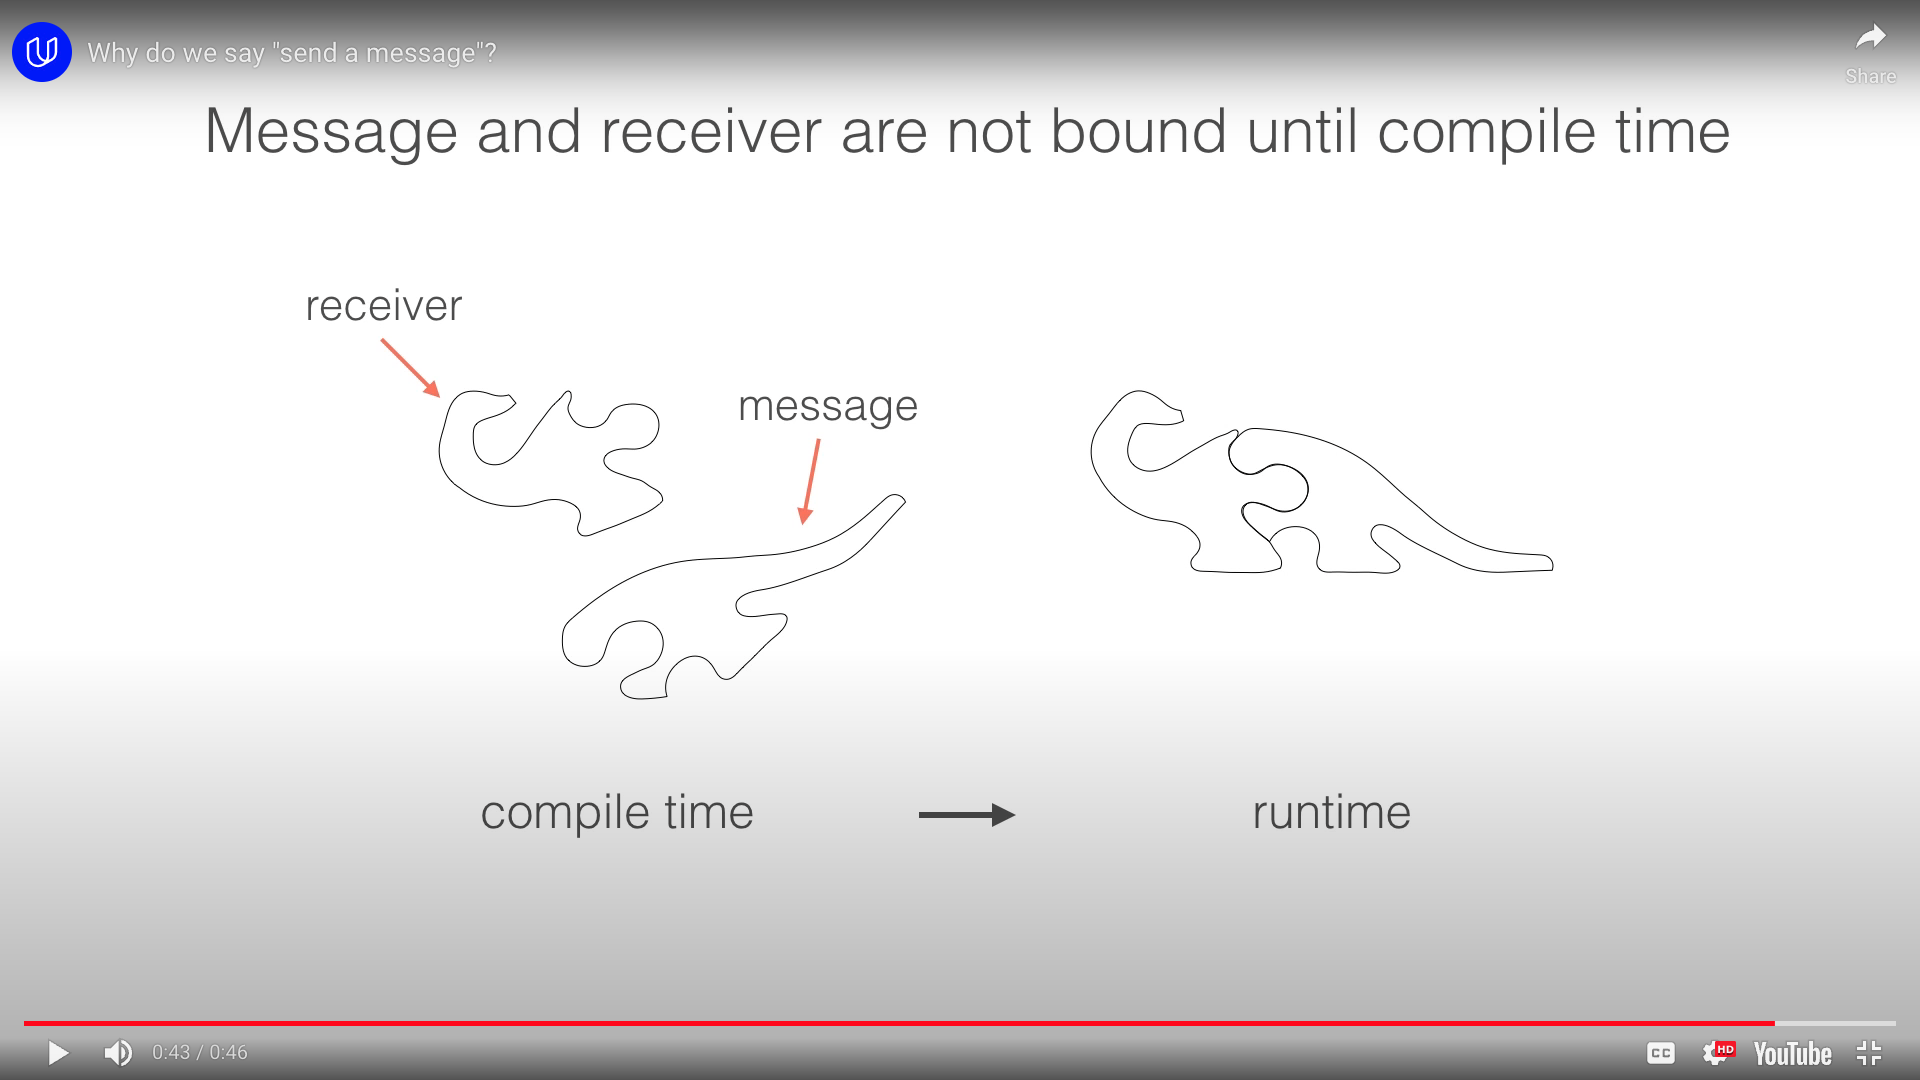 Why do we say "send a message"?
Share
Message and receiver are not bound until compile time
receiver
message
compile time
runtime
0:43 / 0:46
CC
HD
YouTube